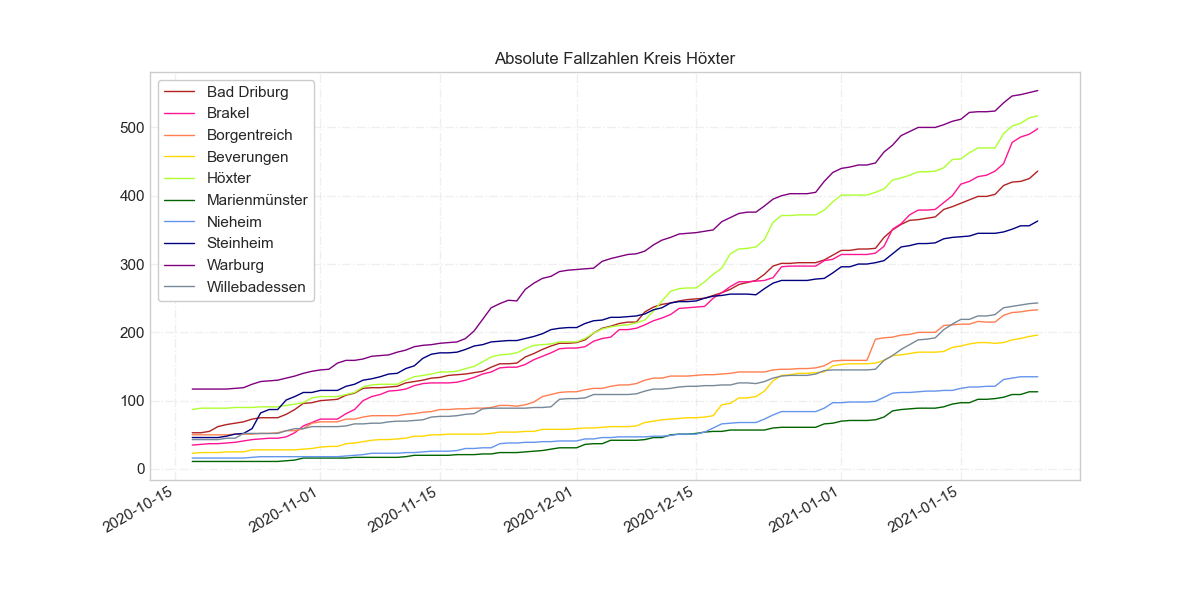 Absolute Fallzahlen Kreis Höxter
Bad Driburg
Brakel
Borgentreich
Beverungen
Höxter
Marienmünster
Nieheim
Steinheim
Warburg
Willebadessen
500
400
300
200
100
0
2020-10-15
2020-11-01
2020-11-15
2020-12-01
2020-12-15
2021-01-01
2021-01-15